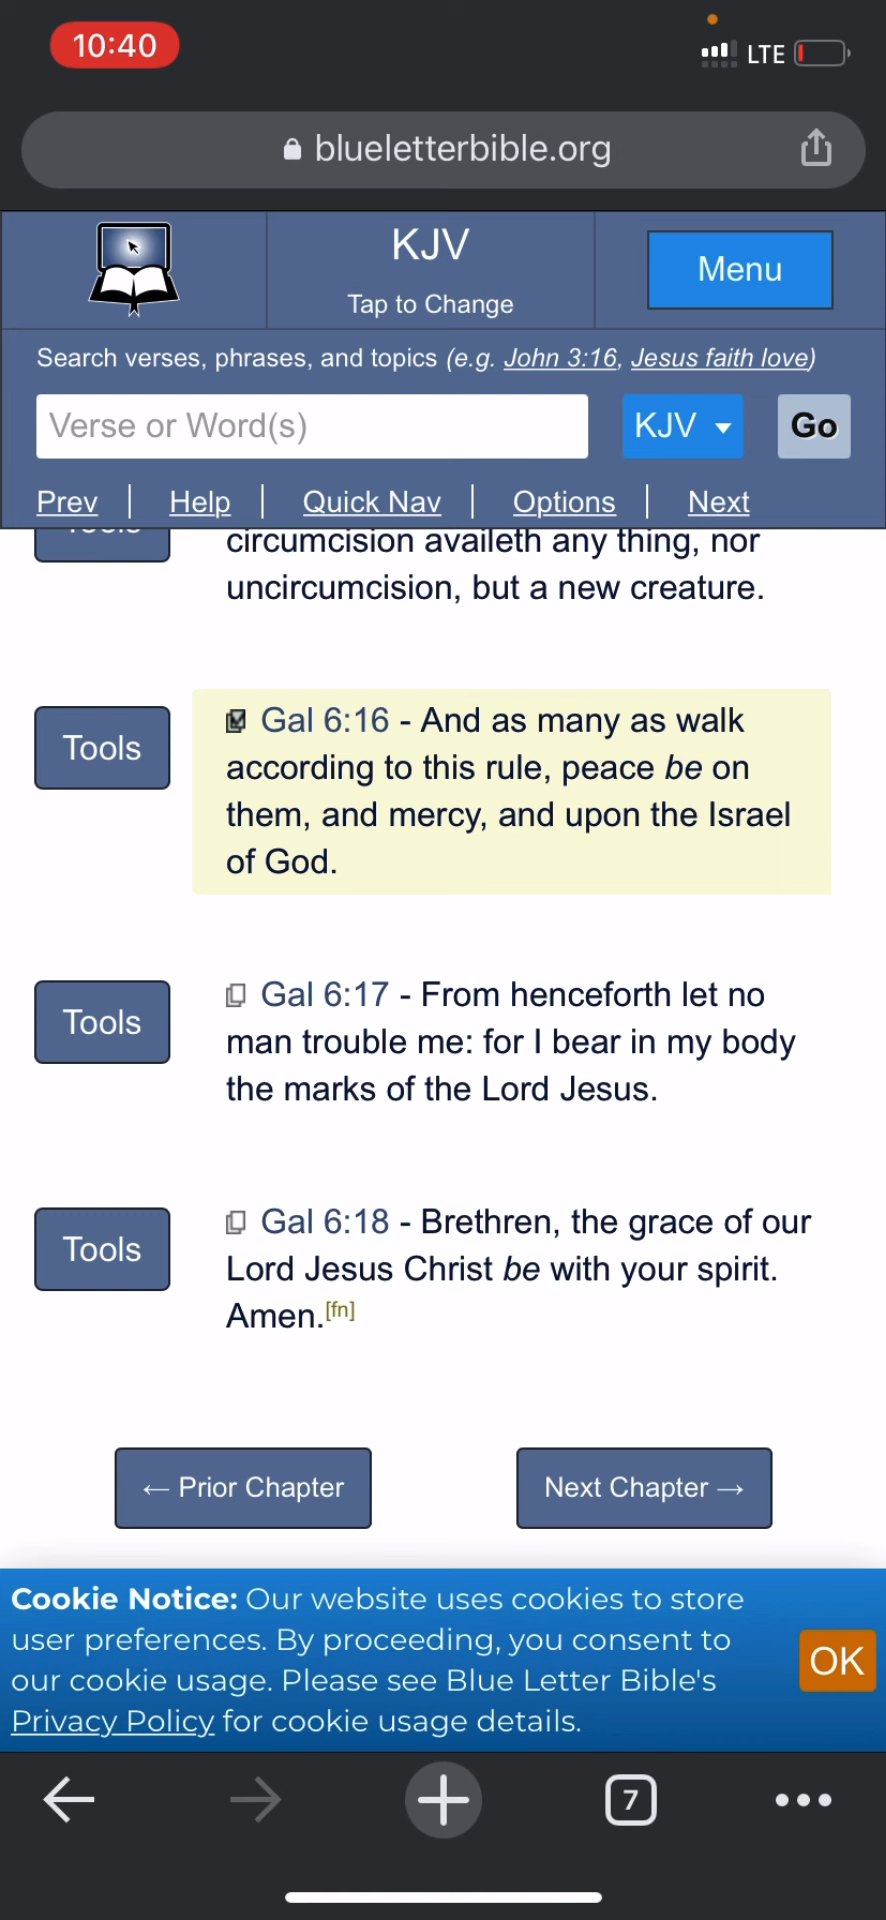 10:40
LTE
blueletterbible.org
KJV
Tap to Change
Menu
Search verses, phrases, and topics (e.g. John 3:16, Jesus faith love)
Verse or Word(s)
KJV
Go
Prev | Help | Quick Nav | Options | Next
Tools
circumcision availeth any thing, nor
uncircumcision, but a new creature.
Tools
Gal 6:16 - And as many as walk
according to this rule, peace be on
them, and mercy, and upon the Israel
of God.
Tools
Gal 6:17 - From henceforth let no
man trouble me: for I bear in my body
the marks of the Lord Jesus.
Tools
Gal 6:18 - Brethren, the grace of our
Lord Jesus Christ be with your spirit.
Amen.[fn]
← Prior Chapter
Next Chapter →
Cookie Notice: Our website uses cookies to store
user preferences. By proceeding, you consent to
our cookie usage. Please see Blue Letter Bible's
Privacy Policy for cookie usage details.
OK
7